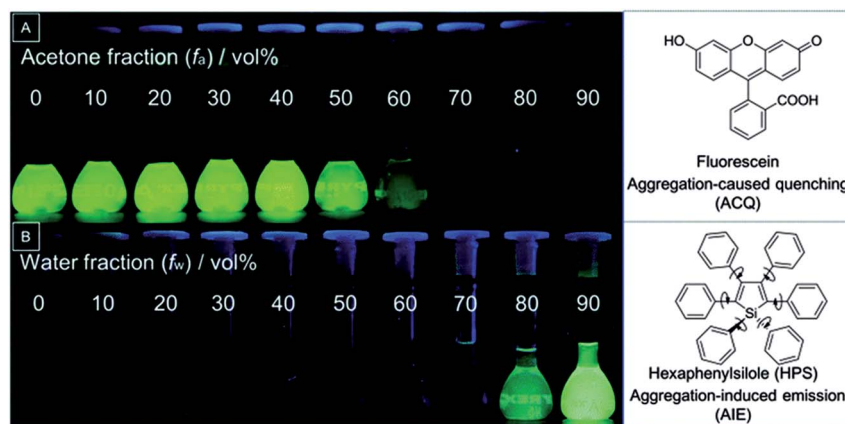 A
Acetone fraction (fa) / vol%
0 10 20 30 40 50 60 70 80 90
B
Water fraction (fw) / vol%
0 10 20 30 40 50 60 70 80 90
HO
O
O
COOH
Fluorescein
Aggregation-caused quenching
(ACQ)
Si
Hexaphenylsilole (HPS)
Aggregation-induced emission
(AIE)